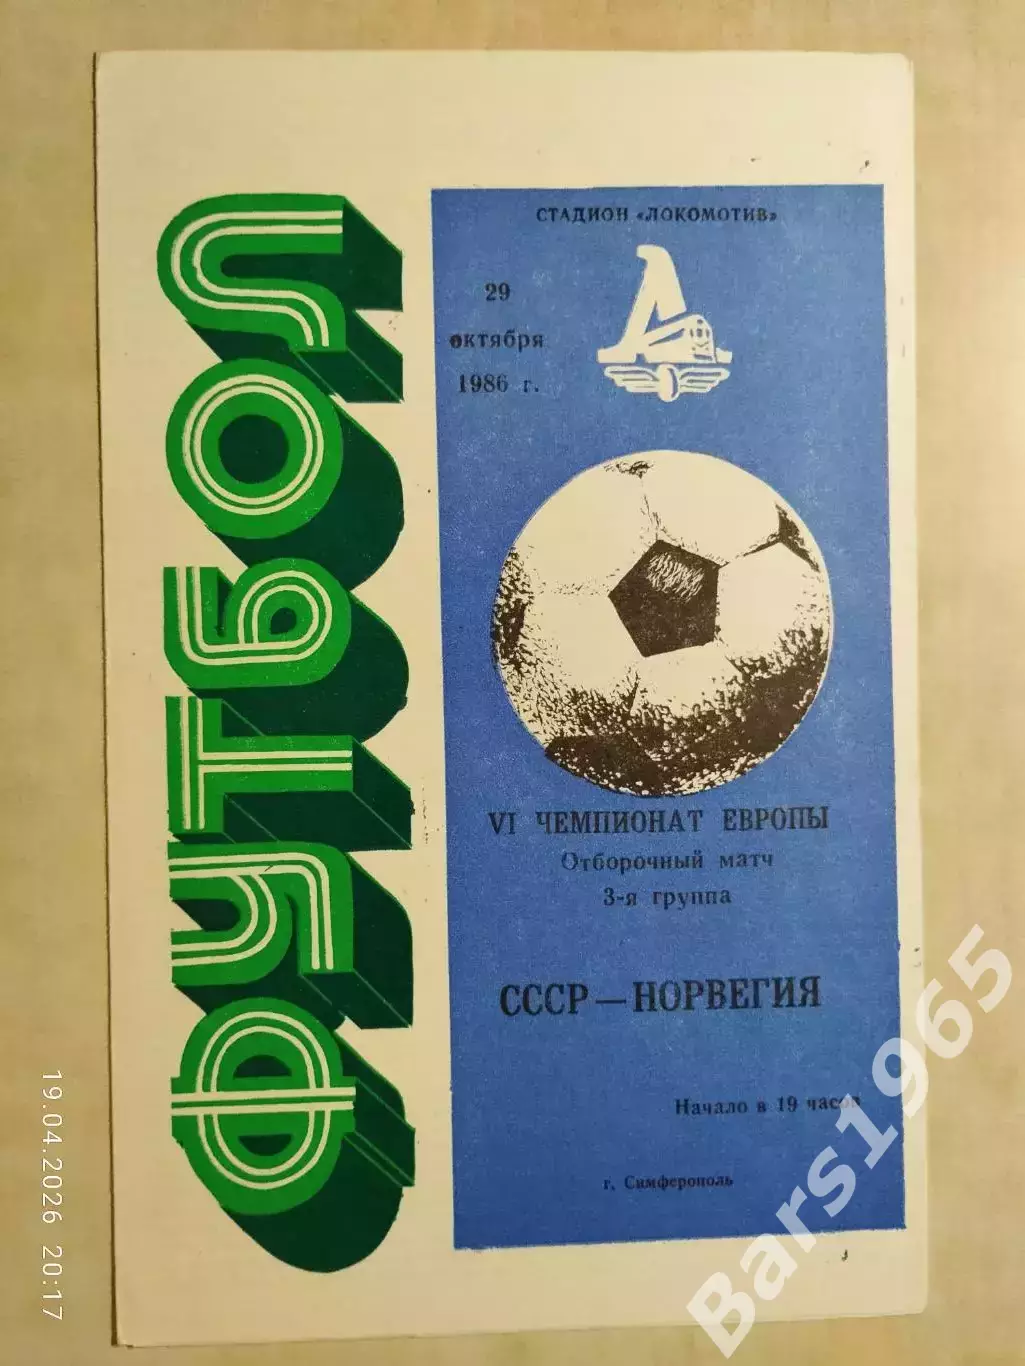 ФУТБОЛ
СТАДИОН «ЛОКОМОТИВ»
29
октября
1986 г.
VI ЧЕМПИОНАТ ЕВРОПЫ
Отборочный матч
3-я группа
СССР — НОРВЕГИЯ
Начало в 19 часов
г. Симферополь
19.04.2026 20:17
Bars1965